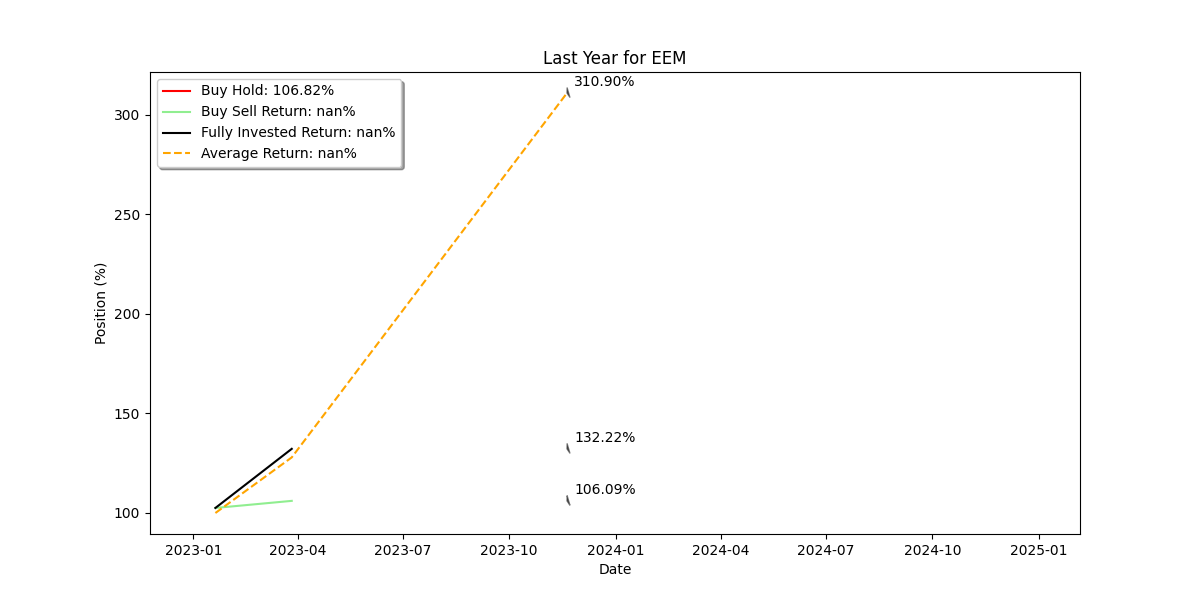 Last Year for EEM
310.90%
Buy Hold: 106.82%
Buy Sell Return: nan%
Fully Invested Return: nan%
Average Return: nan%
300
250
200
150
100
Position (%)
132.22%
106.09%
2023-01 2023-04 2023-07 2023-10 2024-01 2024-04 2024-07 2024-10 2025-01
Date